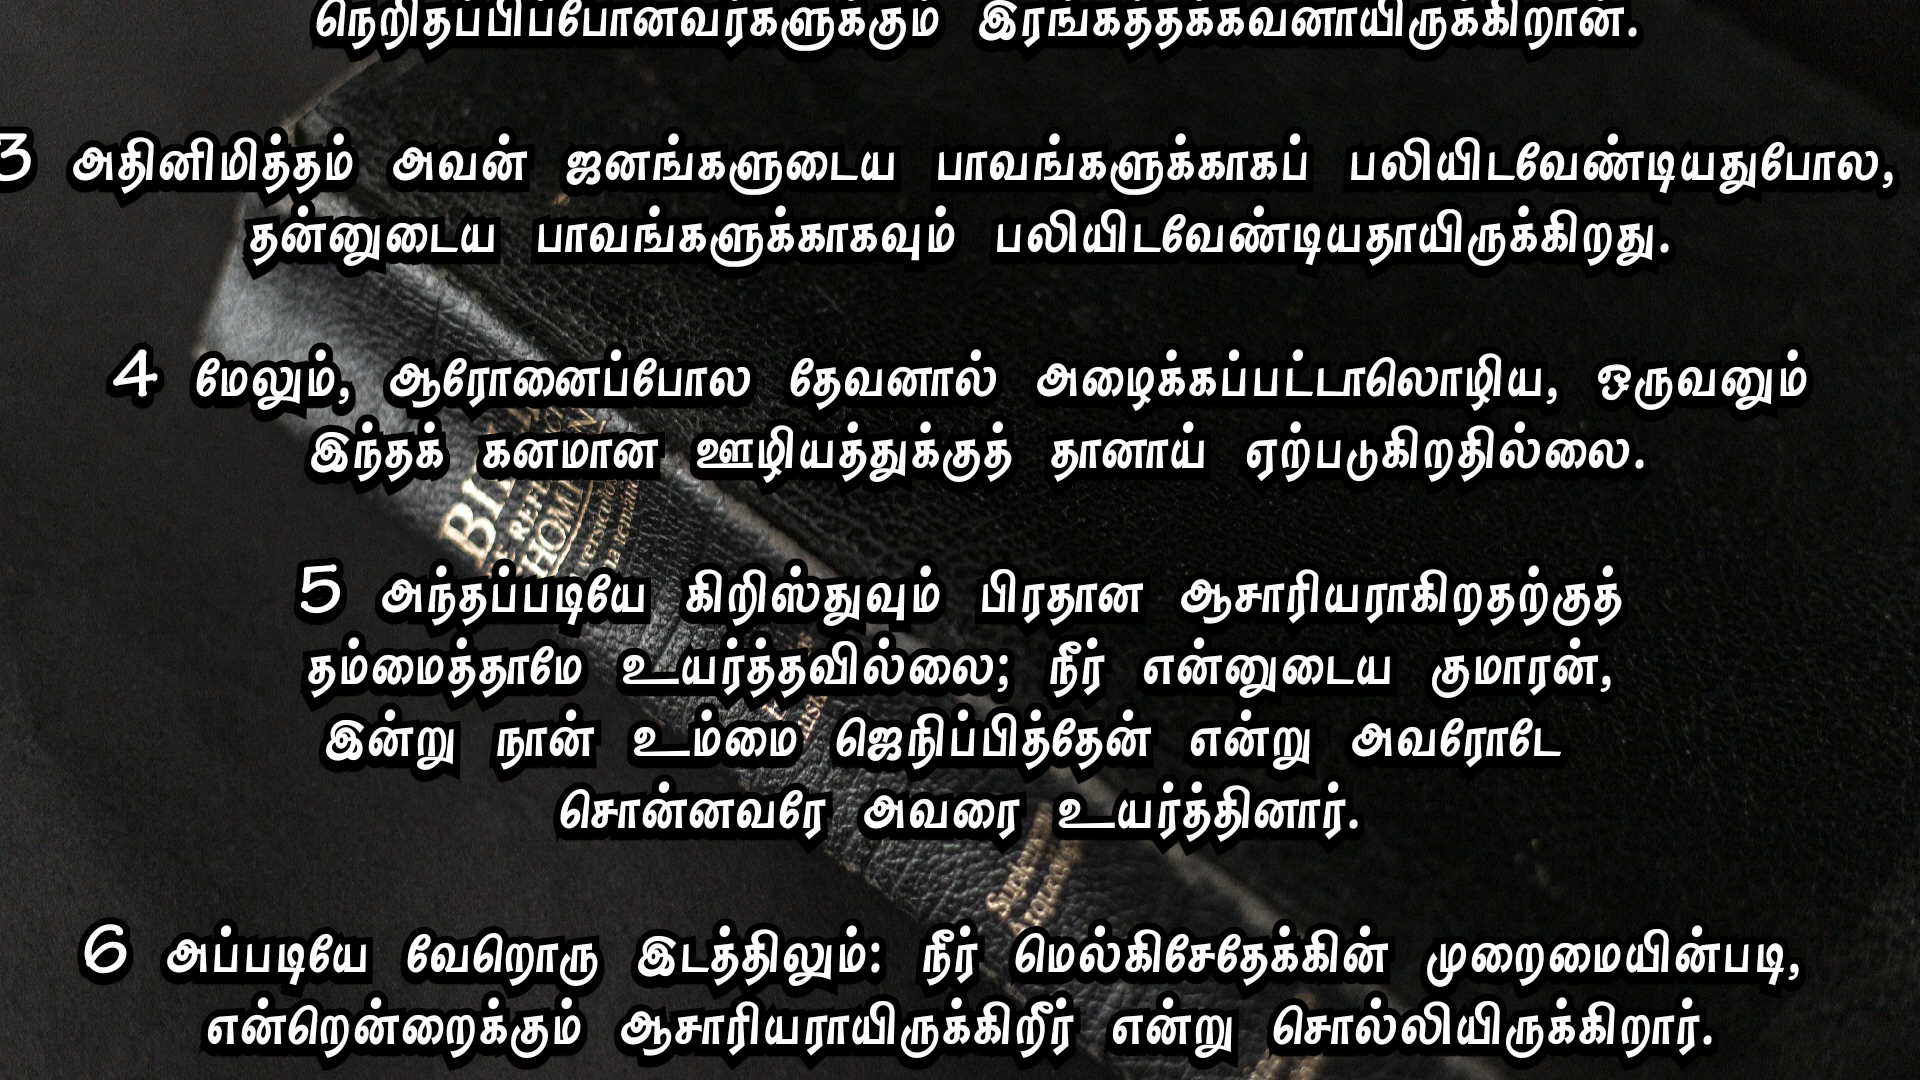 நெறிதப்பிப்போனவர்களுக்கும் இரங்கத்தக்கவனாயிருக்கிறான்.
3 அதினிமித்தம் அவன் ஜனங்களுடைய பாவங்களுக்காகப் பலியிடவேண்டியதுபோல,
தன்னுடைய பாவங்களுக்காகவும் பலியிடவேண்டியதாயிருக்கிறது.
4 மேலும், ஆரோனைப்போல தேவனால் அழைக்கப்பட்டாலொழிய, ஒருவனும்
இந்தக் கனமான ஊழியத்துக்குத் தானாய் ஏற்படுகிறதில்லை.
5 அந்தப்படியே கிறிஸ்துவும் பிரதான ஆசாரியராகிறதற்குத்
தம்மைத்தாமே உயர்த்தவில்லை; நீர் என்னுடைய குமாரன்,
இன்று நான் உம்மை ஜெநிப்பித்தேன் என்று அவரோடே
சொன்னவரே அவரை உயர்த்தினார்.
6 அப்படியே வேறொரு இடத்திலும்: நீர் மெல்கிசேதேக்கின் முறைமையின்படி,
என்றென்றைக்கும் ஆசாரியராயிருக்கிறீர் என்று சொல்லியிருக்கிறார்.